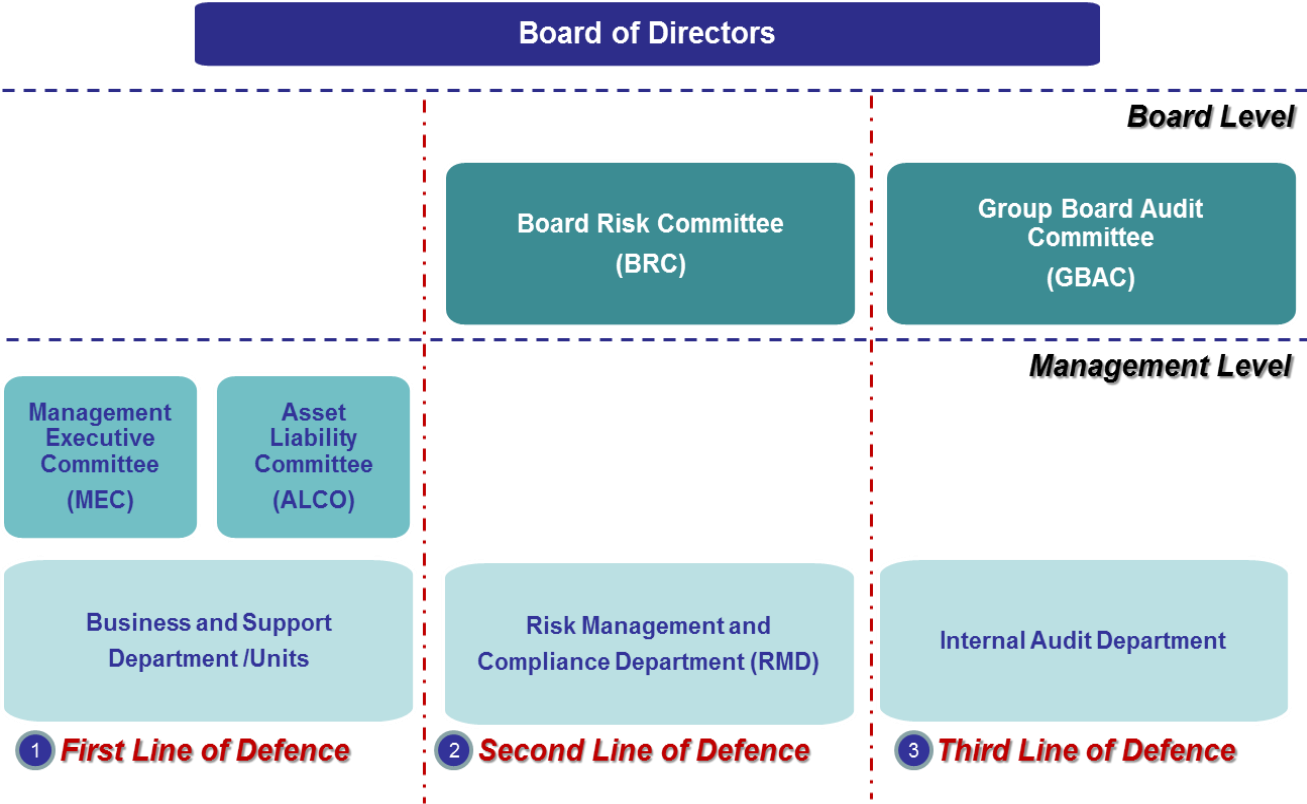 Board of Directors
Board Level
Board Risk Committee
(BRC)
Group Board Audit
Committee
(GBAC)
Management Level
Management
Executive
Committee
(MEC)
Asset
Liability
Committee
(ALCO)
Business and Support
Department /Units
Risk Management and
Compliance Department (RMD)
Internal Audit Department
1 First Line of Defence
2 Second Line of Defence
3 Third Line of Defence